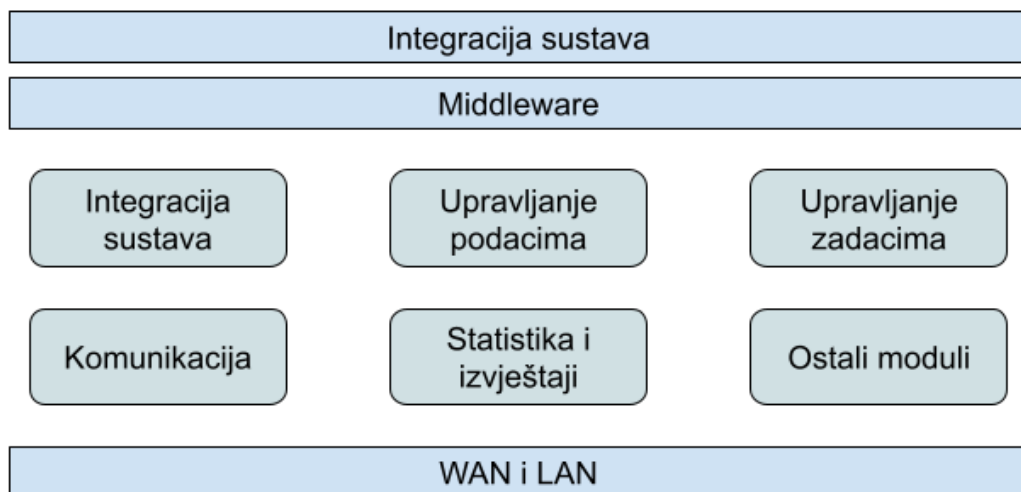 Integracija sustava
Middleware
Integracija
sustava
Upravljanje
podacima
Upravljanje
zadacima
Komunikacija
Statistika i
izvještaji
Ostali moduli
WAN i LAN